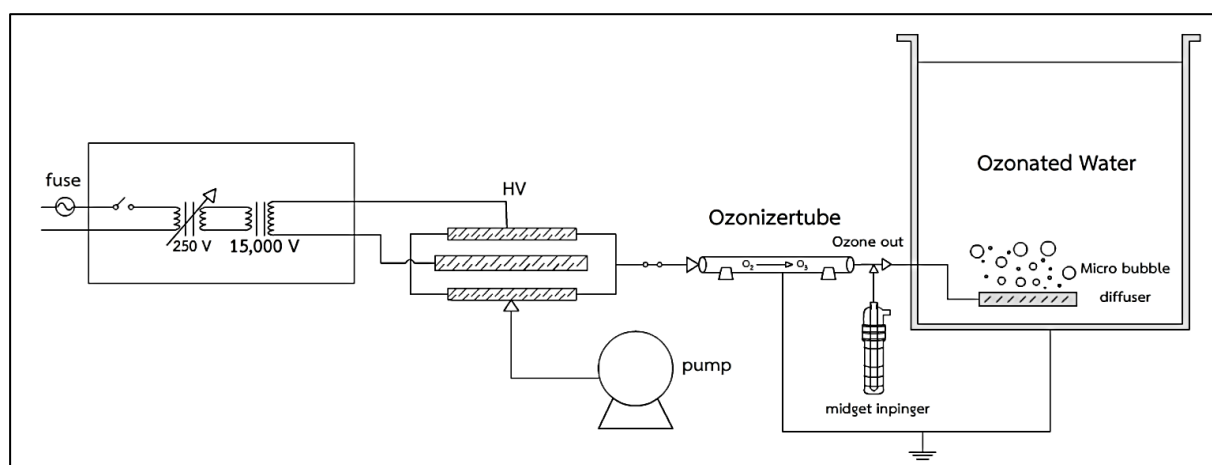 fuse
250 V
15,000 V
HV
pump
Ozonizertube
O₂
O₃
Ozone out
midget inpinger
Ozonated Water
Micro bubble
diffuser